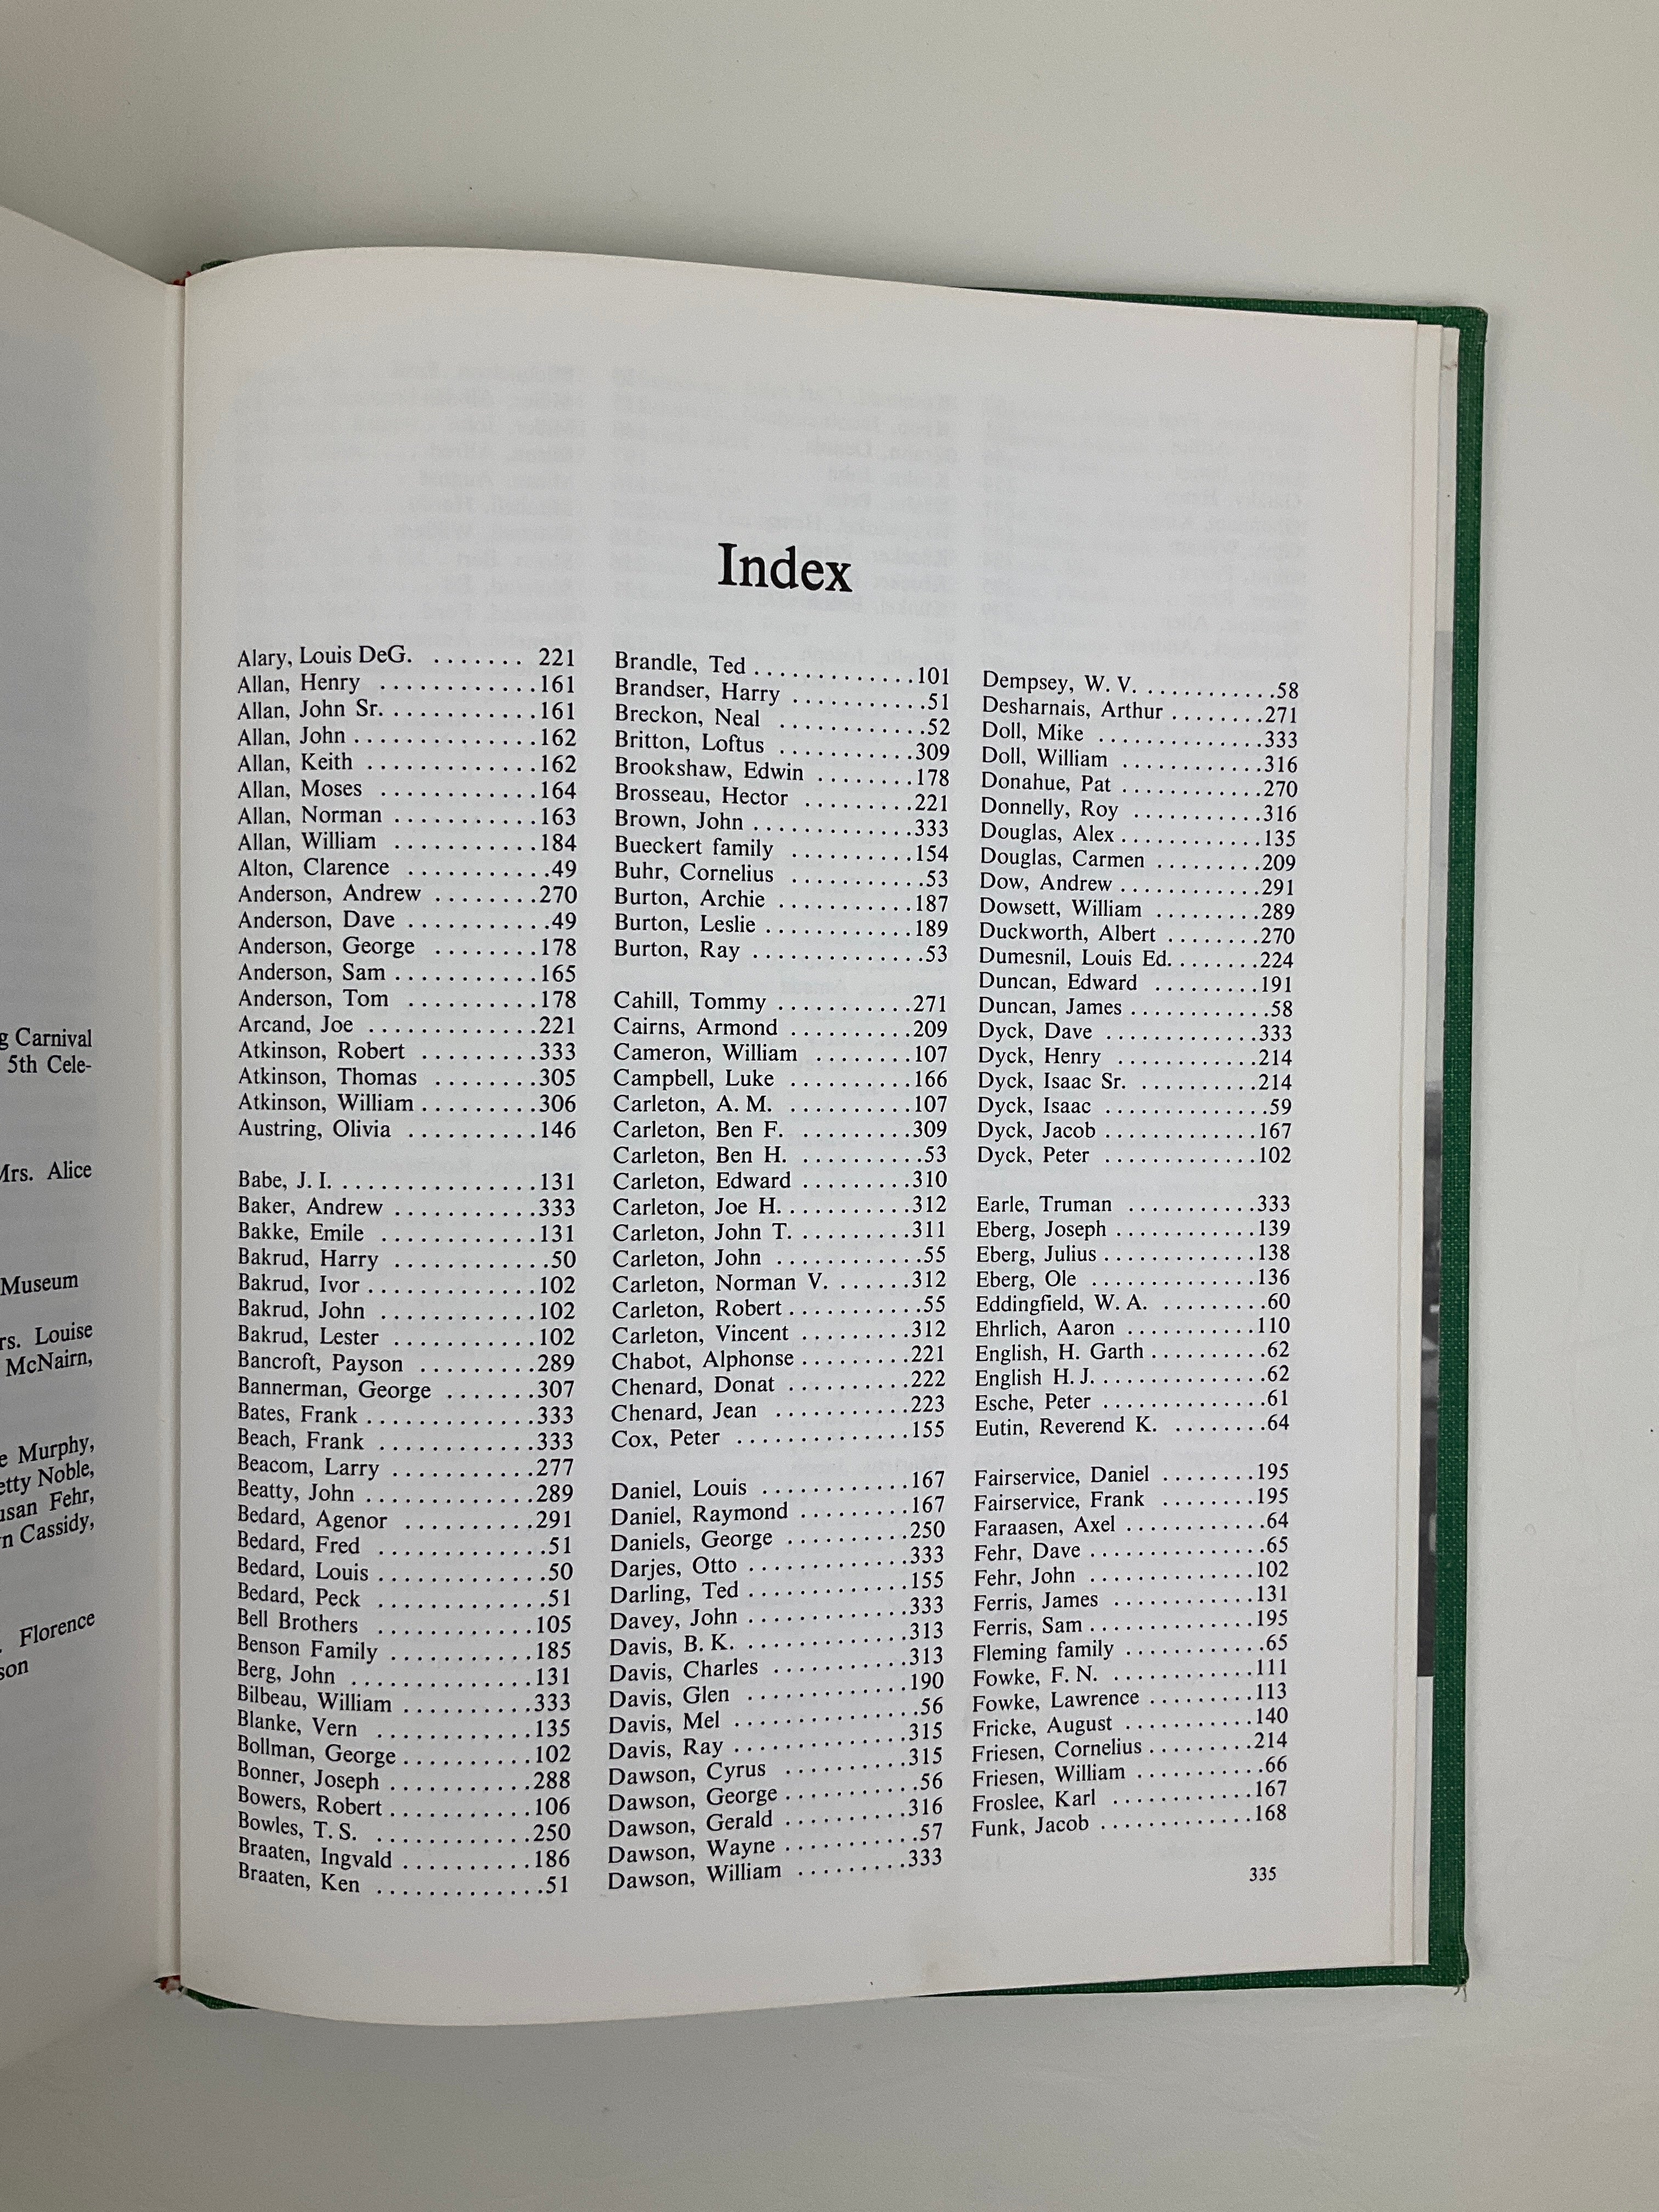 g Carnival
5th Cele-
Mrs. Alice
Museum
rs. Louise
McNairn,
e Murphy,
etty Noble,
usan Fehr,
n Cassidy,
Florence
son
Index
Alary, Louis DeG. ....... 221
Allan, Henry ............161
Allan, John Sr. ............161
Allan, John ..............162
Allan, Keith .............162
Allan, Moses ............164
Allan, Norman ...........163
Allan, William ...........184
Alton, Clarence ...........49
Anderson, Andrew ........270
Anderson, Dave ...........49
Anderson, George ........178
Anderson, Sam ...........165
Anderson, Tom ..........178
Arcand, Joe .............221
Atkinson, Robert .........333
Atkinson, Thomas ........305
Atkinson, William .........306
Austring, Olivia ..........146
Babe, J. I. ...............131
Baker, Andrew ...........333
Bakke, Emile ............131
Bakrud, Harry ............50
Bakrud, Ivor .............102
Bakrud, John ............102
Bakrud, Lester ...........102
Bancroft, Payson .........289
Bannerman, George .......307
Bates, Frank .............333
Beach, Frank ............333
Beacom, Larry ...........277
Beatty, John .............289
Bedard, Agenor ..........291
Bedard, Fred .............51
Bedard, Louis .............50
Bedard, Peck .............51
Bell Brothers ............105
Benson Family ...........185
Berg, John ..............131
Bilbeau, William ..........333
Blanke, Vern ............135
Bollman, George ..........102
Bonner, Joseph ...........288
Bowers, Robert ...........106
Bowles, T. S. ............250
Braaten, Ingvald ..........186
Braaten, Ken .............51
Brandle, Ted .............101
Brandser, Harry ...........51
Breckon, Neal ............52
Britton, Loftus ...........309
Brookshaw, Edwin ........178
Brosseau, Hector .........221
Brown, John .............333
Bueckert family ..........154
Buhr, Cornelius ...........53
Burton, Archie ...........187
Burton, Leslie ............189
Burton, Ray ..............53
Cahill, Tommy ...........271
Cairns, Armond ..........209
Cameron, William ........107
Campbell, Luke ..........166
Carleton, A. M. ..........107
Carleton, Ben F. .........309
Carleton, Ben H. ..........53
Carleton, Edward .........310
Carleton, Joe H. ..........312
Carleton, John T. .........311
Carleton, John ............55
Carleton, Norman V. ......312
Carleton, Robert ...........55
Carleton, Vincent .........312
Chabot, Alphonse .........221
Chenard, Donat ..........222
Chenard, Jean ...........223
Cox, Peter ..............155
Daniel, Louis ............167
Daniel, Raymond .........167
Daniels, George ..........250
Darjes, Otto .............333
Darling, Ted .............155
Davey, John .............333
Davis, B. K. .............313
Davis, Charles ...........313
Davis, Glen .............190
Davis, Mel ...............56
Davis, Ray ..............315
Dawson, Cyrus ..........315
Dawson, George ...........56
Dawson, Gerald ..........316
Dawson, Wayne ...........57
Dawson, William .........333
Dempsey, W. V. ...........58
Desharnais, Arthur ........271
Doll, Mike ..............333
Doll, William ............316
Donahue, Pat ............270
Donnelly, Roy ...........316
Douglas, Alex ............135
Douglas, Carmen .........209
Dow, Andrew ............291
Dowsett, William .........289
Duckworth, Albert ........270
Dumesnil, Louis Ed. .......224
Duncan, Edward .........191
Duncan, James ............58
Dyck, Dave .............333
Dyck, Henry ............214
Dyck, Isaac Sr. ..........214
Dyck, Isaac ..............59
Dyck, Jacob .............167
Dyck, Peter .............102
Earle, Truman ...........333
Eberg, Joseph ............139
Eberg, Julius .............138
Eberg, Ole ..............136
Eddingfield, W. A. .........60
Ehrlich, Aaron ...........110
English, H. Garth ..........62
English H. J. ..............62
Esche, Peter ..............61
Eutin, Reverend K. ........64
Fairservice, Daniel ........195
Fairservice, Frank ........195
Faraasen, Axel ............64
Fehr, Dave ...............65
Fehr, John ..............102
Ferris, James ............131
Ferris, Sam ..............195
Fleming family ............65
Fowke, F. N. ............111
Fowke, Lawrence .........113
Fricke, August ...........140
Friesen, Cornelius .........214
Friesen, William ...........66
Froslee, Karl ............167
Funk, Jacob .............168
335